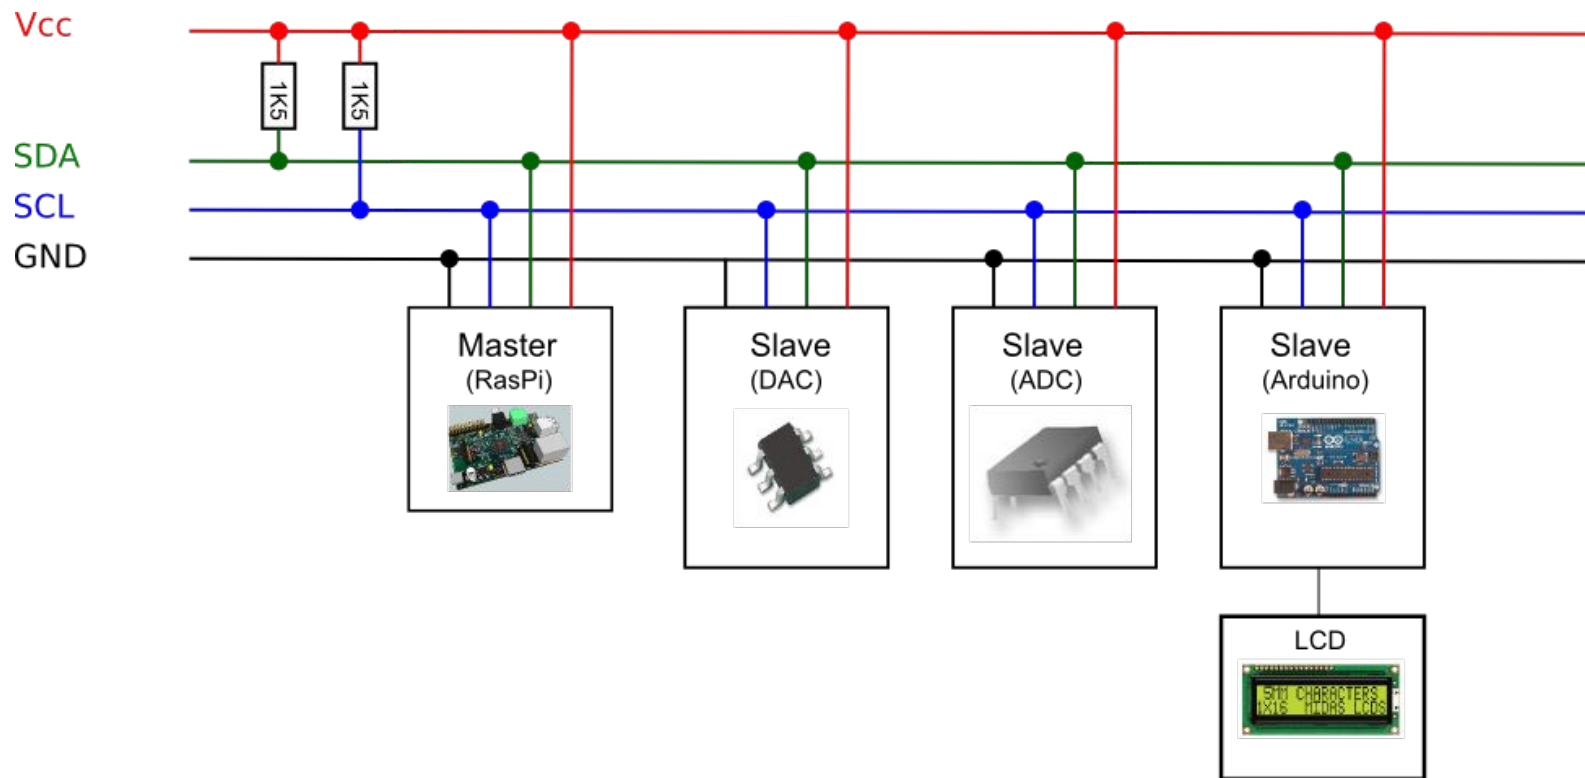 Vcc
1K5
1K5
SDA
SCL
GND
Master
(RasPi)
Slave
(DAC)
Slave
(ADC)
Slave
(Arduino)
LCD
5MM CHARACTERS
1X16 MIDAS LCDS